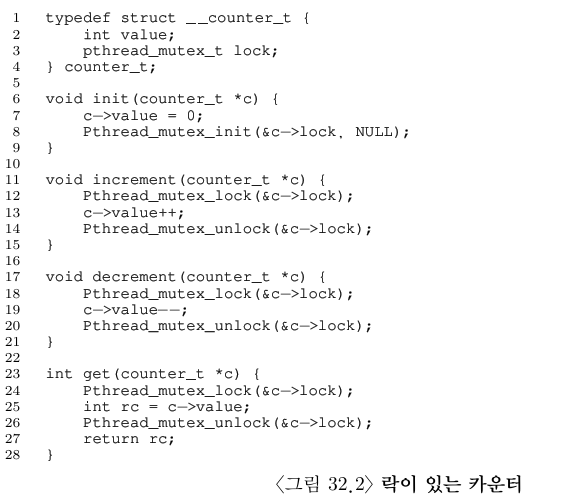 1 typedef struct __counter_t {
2 int value;
3 pthread_mutex_t lock;
4 } counter_t;
5
6 void init(counter_t *c) {
7 c->value = 0;
8 Pthread_mutex_init(&c->lock, NULL);
9 }
10
11 void increment(counter_t *c) {
12 Pthread_mutex_lock(&c->lock);
13 c->value++;
14 Pthread_mutex_unlock(&c->lock);
15 }
16
17 void decrement(counter_t *c) {
18 Pthread_mutex_lock(&c->lock);
19 c->value--;
20 Pthread_mutex_unlock(&c->lock);
21 }
22
23 int get(counter_t *c) {
24 Pthread_mutex_lock(&c->lock);
25 int rc = c->value;
26 Pthread_mutex_unlock(&c->lock);
27 return rc;
28 }
〈그림 32.2〉 락이 있는 카운터